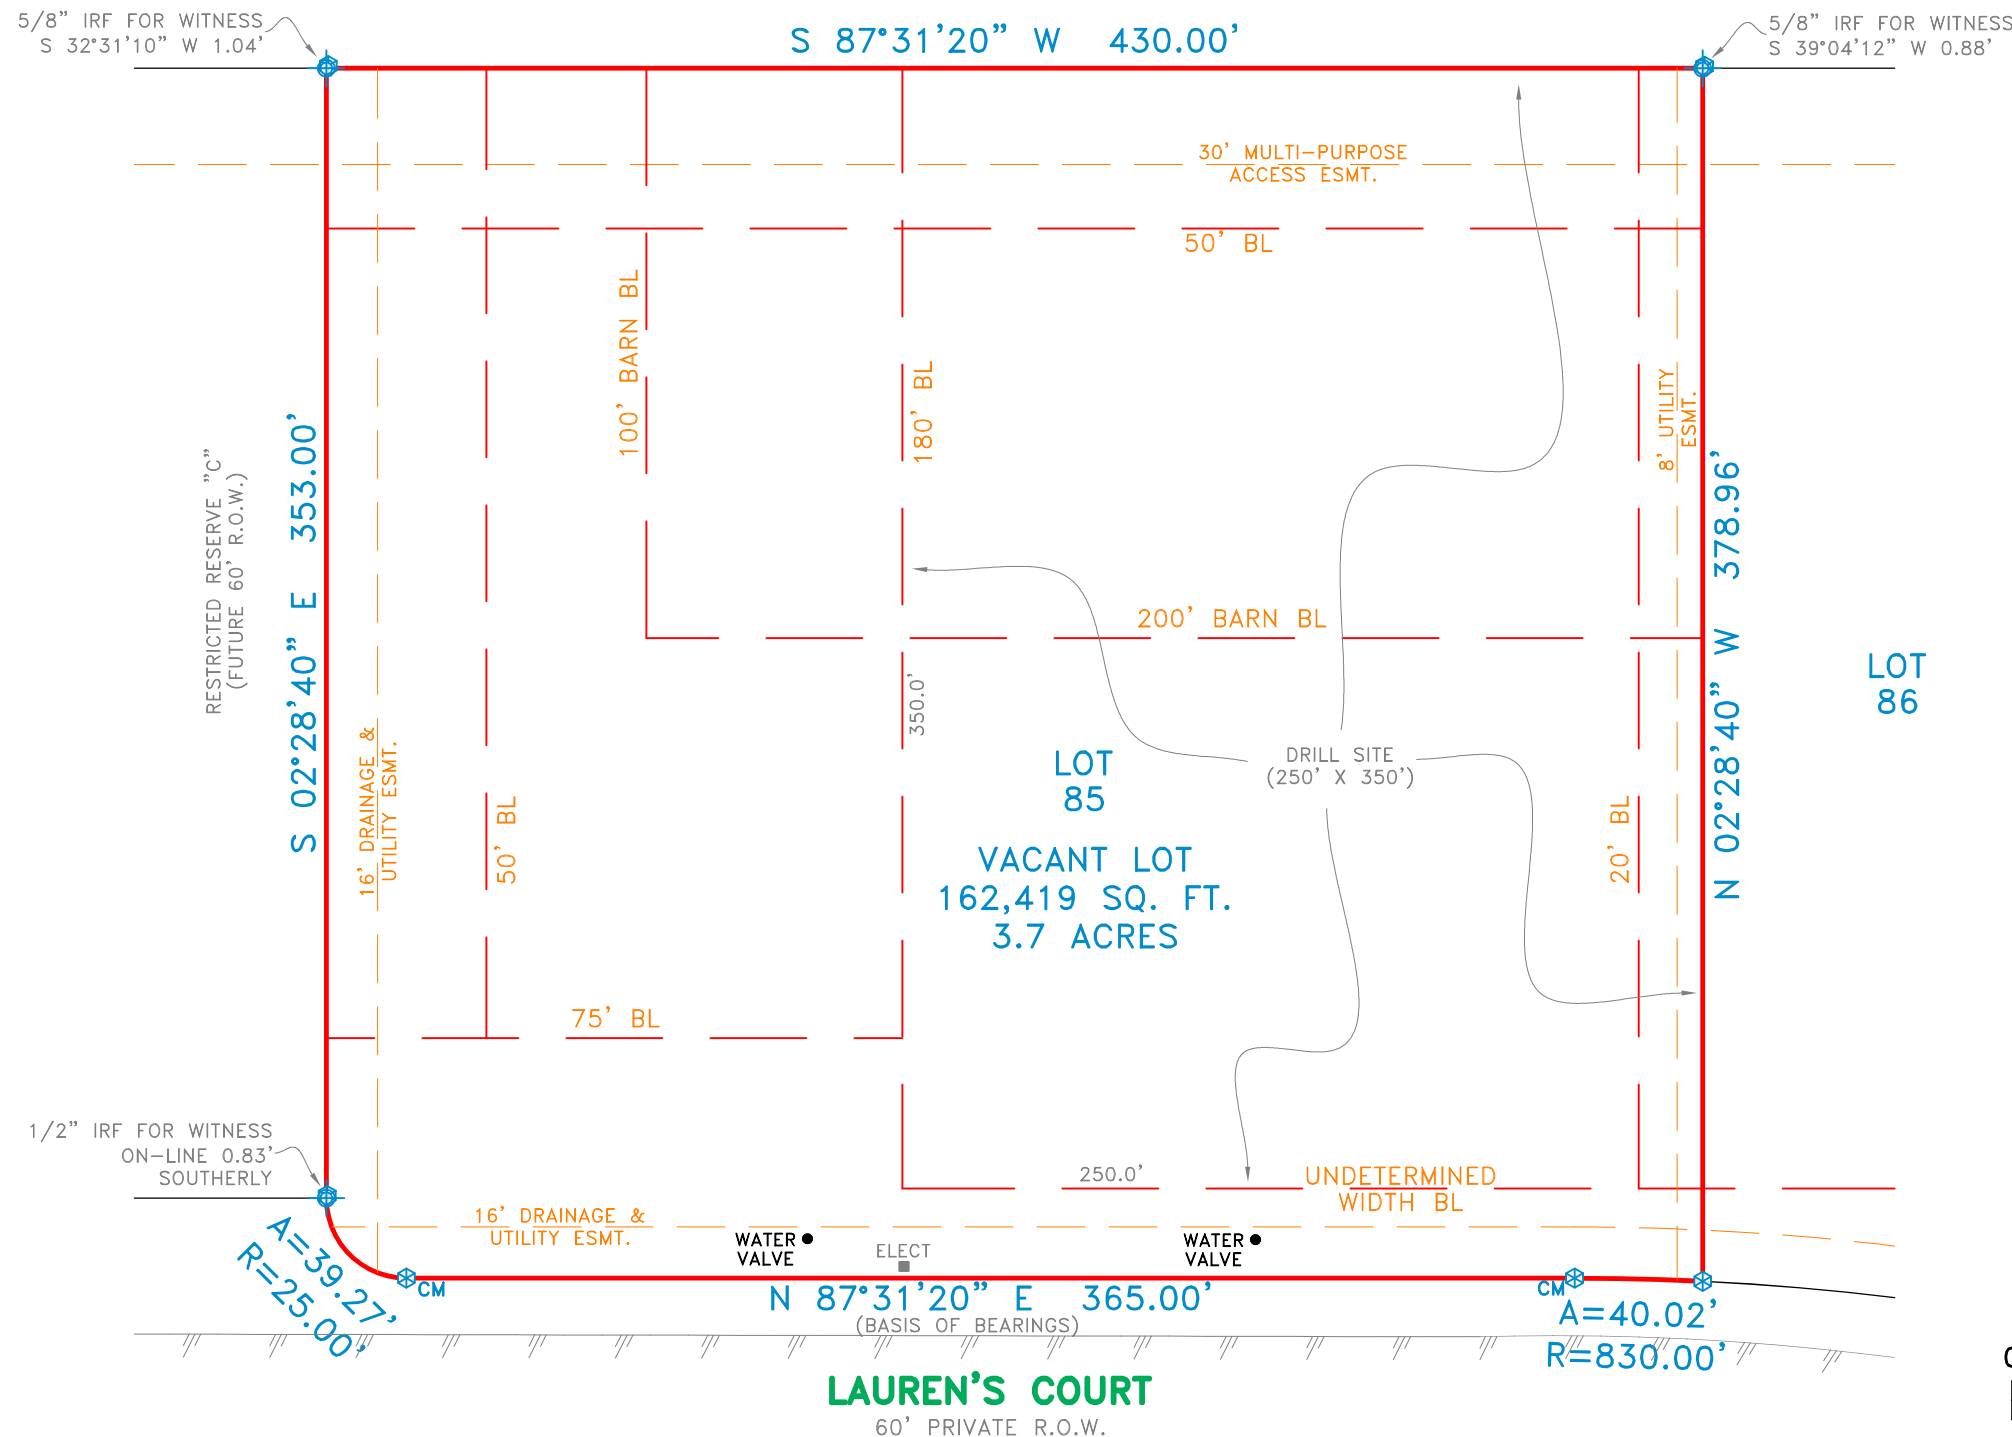 5/8" IRF FOR WITNESS
S 32°31'10" W 1.04'
S 87°31'20" W 430.00'
5/8" IRF FOR WITNESS
S 39°04'12" W 0.88'
30' MULTI-PURPOSE
ACCESS ESMT.
50' BL
100' BARN BL
180' BL
8' UTILITY
ESMT.
S 02°28'40" E 353.00'
RESTRICTED RESERVE "C"
(FUTURE 60' R.O.W.)
N 02°28'40" W 378.96'
200' BARN BL
350.0'
LOT
86
16' DRAINAGE &
UTILITY ESMT.
50' BL
LOT
85
DRILL SITE
(250' X 350')
20' BL
VACANT LOT
162,419 SQ. FT.
3.7 ACRES
75' BL
1/2" IRF FOR WITNESS
ON-LINE 0.83'
SOUTHERLY
250.0'
UNDETERMINED
WIDTH BL
16' DRAINAGE &
UTILITY ESMT.
WATER
VALVE
ELECT
WATER
VALVE
A=39.27'
R=25.00'
CM
N 87°31'20" E 365.00'
(BASIS OF BEARINGS)
CM
A=40.02'
R=830.00'
LAUREN'S COURT
60' PRIVATE R.O.W.